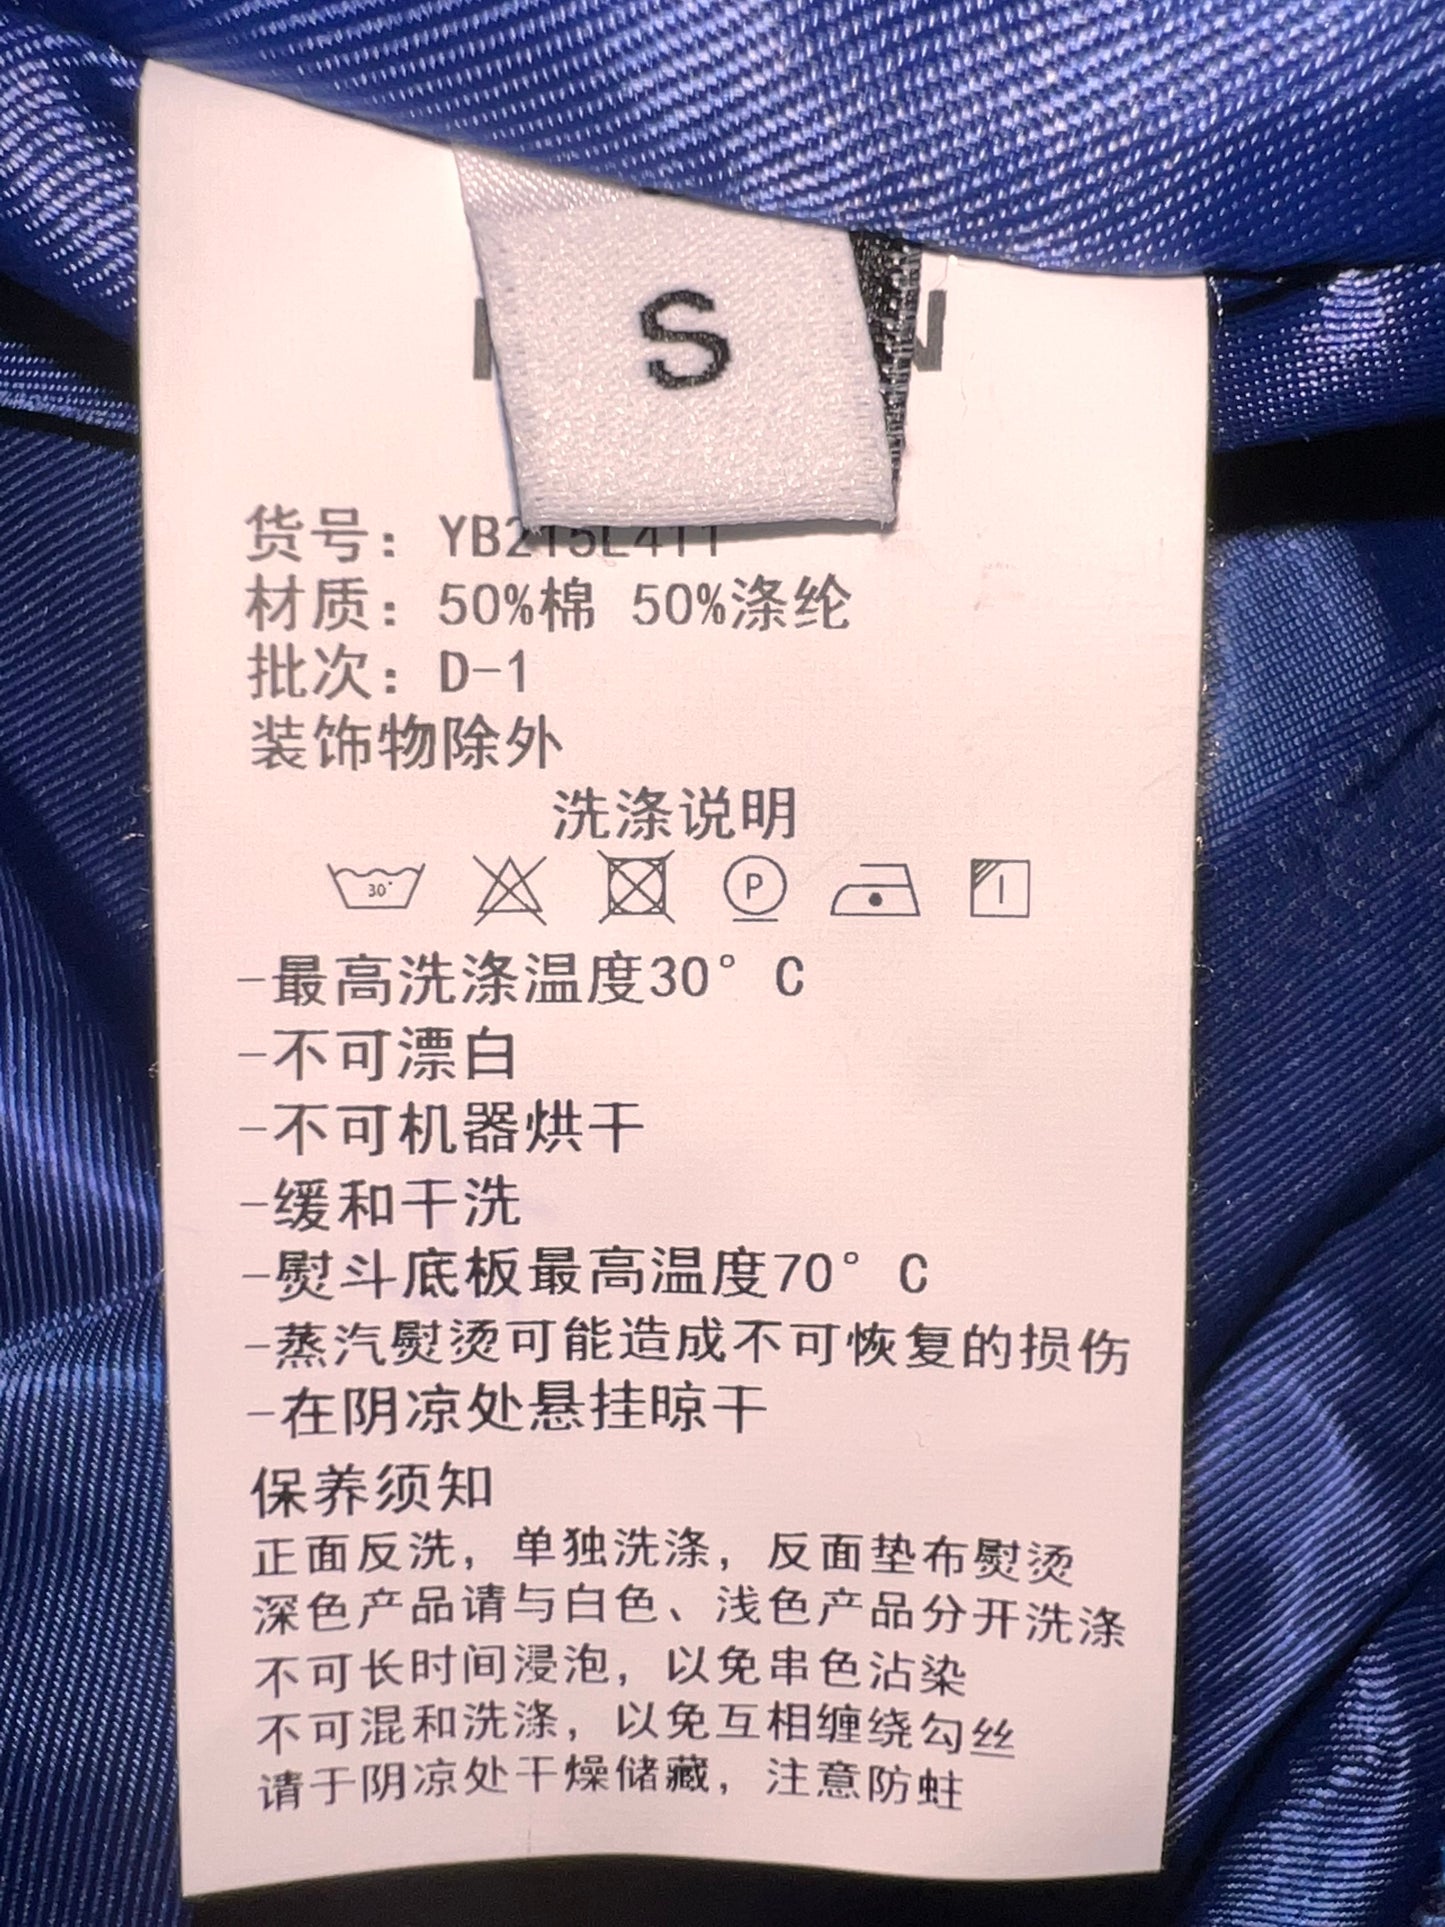 S
N
货号：YB215L411
材质：50%棉 50%涤纶
批次：D-1
装饰物除外
洗涤说明
30°
P
-最高洗涤温度30°C
-不可漂白
-不可机器烘干
-缓和干洗
-熨斗底板最高温度70°C
-蒸汽熨烫可能造成不可恢复的损伤
-在阴凉处悬挂晾干
保养须知
正面反洗，单独洗涤，反面垫布熨烫
深色产品请与白色、浅色产品分开洗涤
不可长时间浸泡，以免串色沾染
不可混和洗涤，以免互相缠绕勾丝
请于阴凉处干燥储藏，注意防蛀